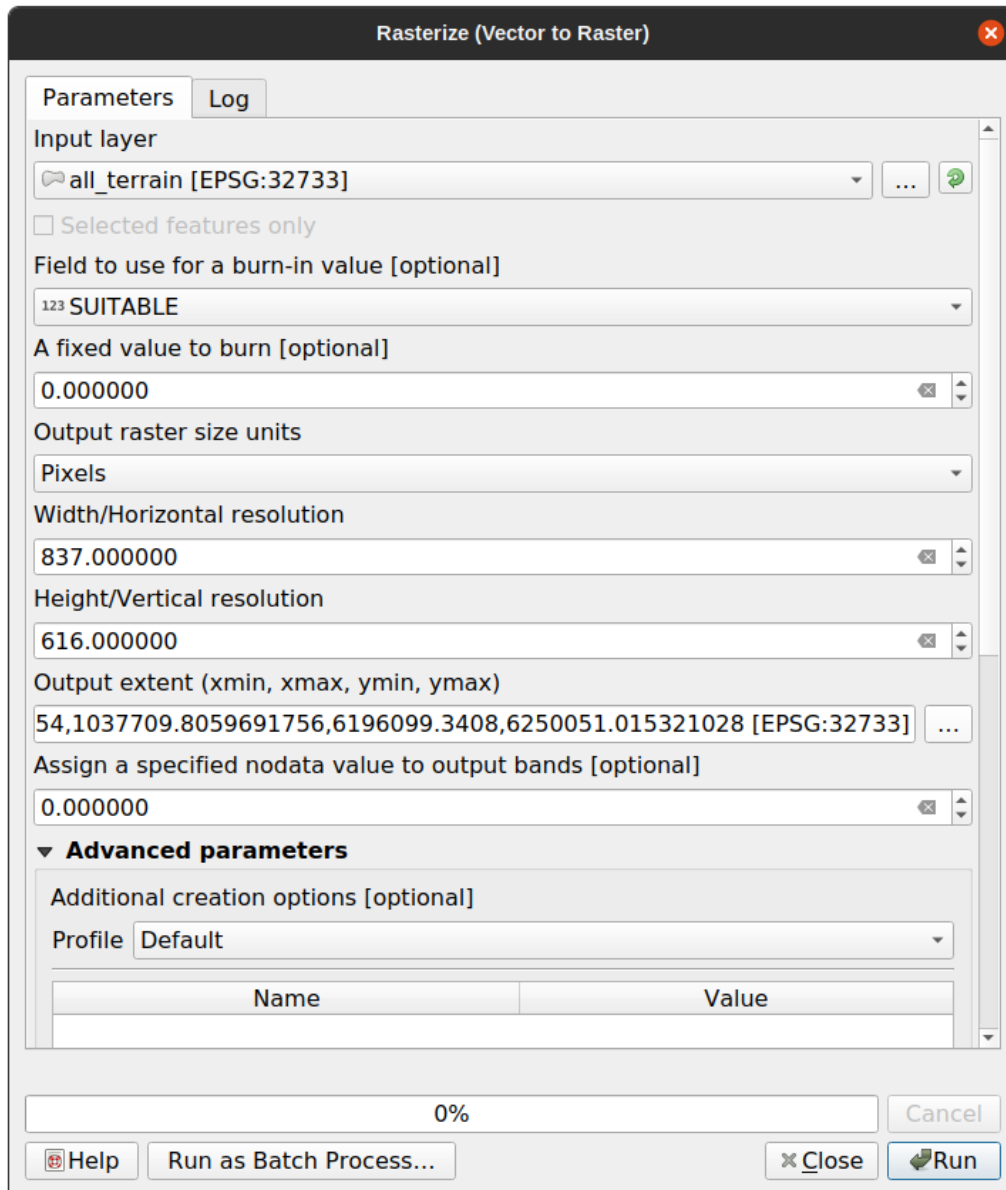 Rasterize (Vector to Raster)
Parameters
Log
Input layer
all_terrain [EPSG:32733]
...
Selected features only
Field to use for a burn-in value [optional]
123 SUITABLE
A fixed value to burn [optional]
0.000000
Output raster size units
Pixels
Width/Horizontal resolution
837.000000
Height/Vertical resolution
616.000000
Output extent (xmin, xmax, ymin, ymax)
54,1037709.8059691756,6196099.3408,6250051.015321028 [EPSG:32733]
...
Assign a specified nodata value to output bands [optional]
0.000000
Advanced parameters
Additional creation options [optional]
Profile Default
Name Value
0%
Cancel
Help
Run as Batch Process...
Close
Run